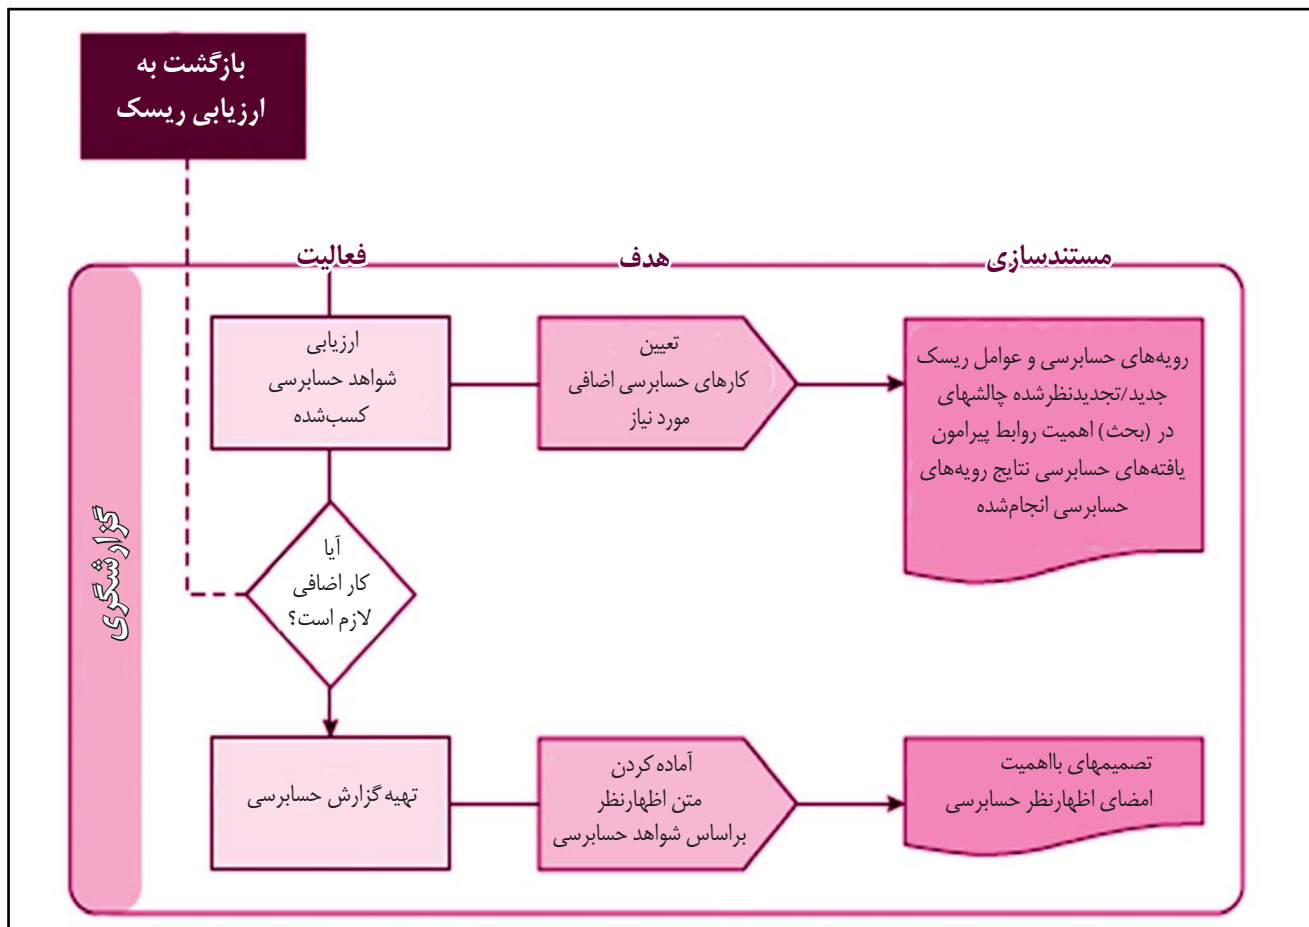 بازگشت به
ارزیابی ریسک
فعالیت
هدف
مستندسازی
گزارشگری
ارزیابی
شواهد حسابرسی
کسب‌شده
تعیین
کارهای حسابرسی اضافی
مورد نیاز
رویه‌های حسابرسی و عوامل ریسک
جدید/تجدیدنظرشده چالشهای
در (بحث) اهمیت روابط پیرامون
یافته‌های حسابرسی نتایج رویه‌های
حسابرسی انجام‌شده
آیا
کار اضافی
لازم است؟
تهیه گزارش حسابرسی
آماده کردن
متن اظهارنظر
براساس شواهد حسابرسی
تصمیمهای بااهمیت
امضای اظهارنظر حسابرسی